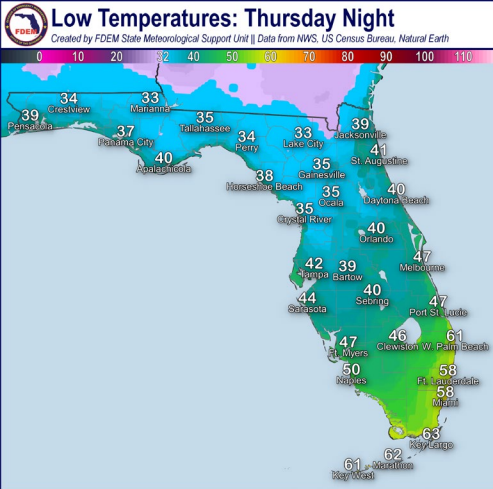 FDEM
Low Temperatures: Thursday Night
Created by FDEM State Meteorological Support Unit || Data from NWS, US Census Bureau, Natural Earth
0 10 20 32 40 50 60 70 80 90 100 110
34
Crestview
33
Marianna
39
Pensacola
37
Panama City
35
Tallahassee
40
Apalachicola
34
Perry
33
Lake City
39
Jacksonville
41
St. Augustine
38
Horseshoe Beach
35
Gainesville
35
Ocala
40
Daytona Beach
35
Crystal River
40
Orlando
42
Tampa
39
Bartow
47
Melbourne
44
Sarasota
40
Sebring
47
Port St. Lucie
47
Ft. Myers
46
Clewiston
61
W. Palm Beach
50
Naples
58
Ft. Lauderdale
58
Miami
63
Key Largo
62
Marathon
61
Key West